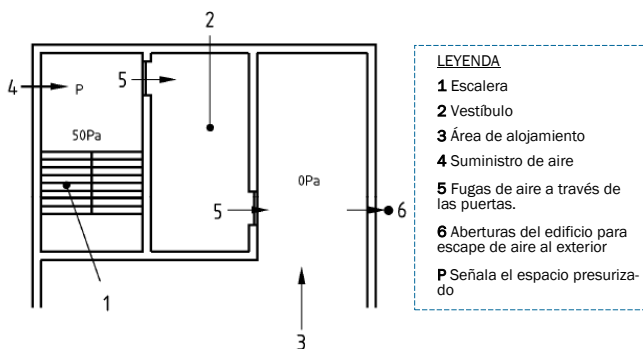 2
4
P
5
50Pa
0Pa
5
6
1
3
LEYENDA
1 Escalera
2 Vestíbulo
3 Área de alojamiento
4 Suministro de aire
5 Fugas de aire a través de
las puertas.
6 Aberturas del edificio para
escape de aire al exterior
P Señala el espacio presuriza-
do